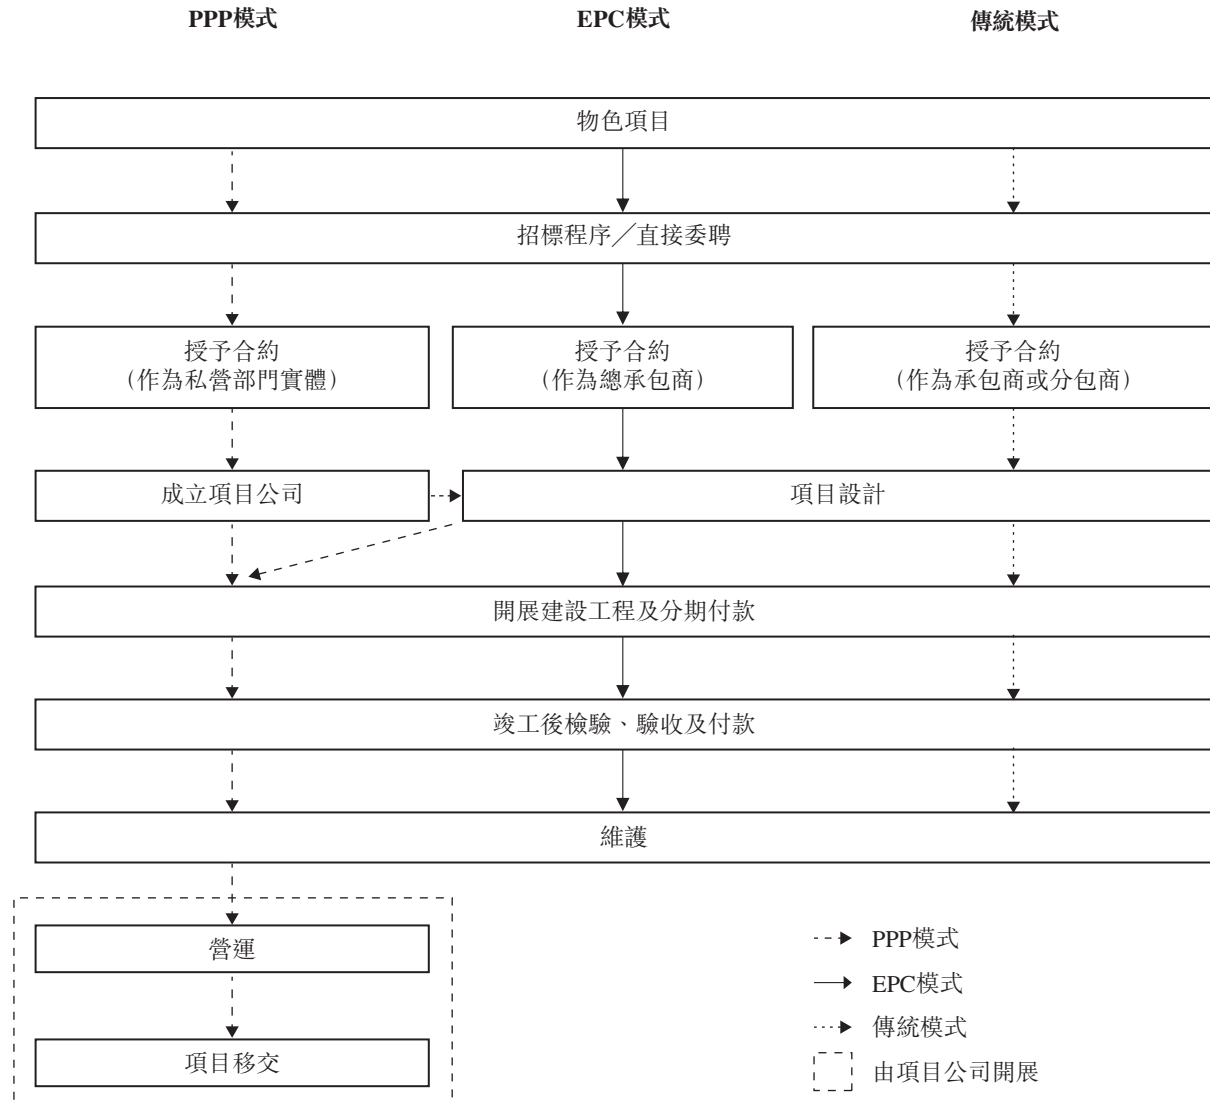 PPP模式
EPC模式
傳統模式
物色項目
招標程序╱直接委聘
授予合約
(作為私營部門實體)
授予合約
(作為總承包商)
授予合約
(作為承包商或分包商)
成立項目公司
項目設計
開展建設工程及分期付款
竣工後檢驗、驗收及付款
維護
營運
項目移交
PPP模式
EPC模式
傳統模式
由項目公司開展